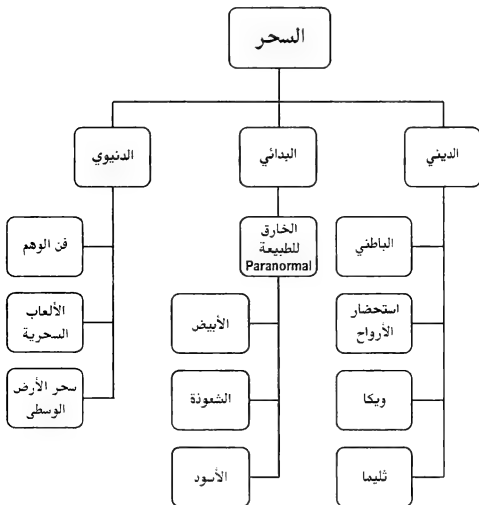 السحر
الديني
البدائي
الدنيوي
الباطني
استحضار
الأرواح
ويكا
ثليما
الخارق
للطبيعة
Paranormal
الأبيض
الشعوذة
الأسود
فن الوهم
الألعاب
السحرية
سحر الأرض
الوسطى